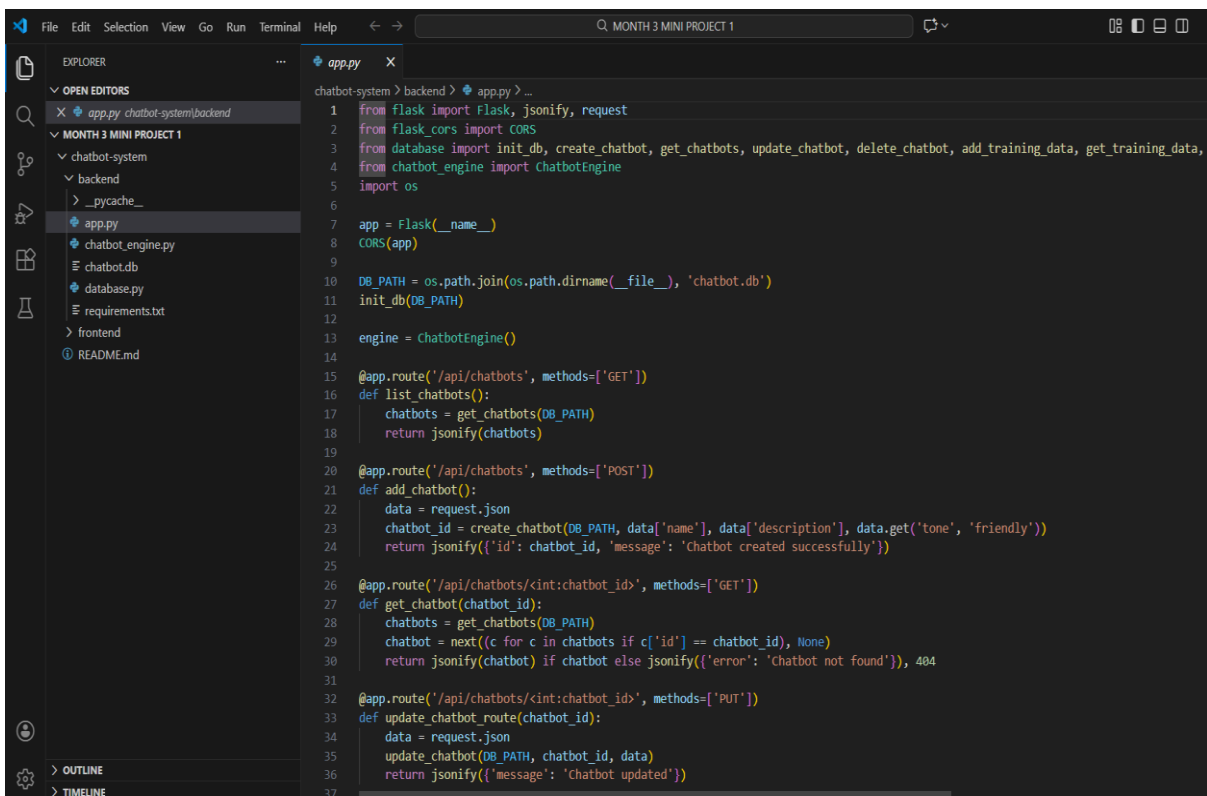 File Edit Selection View Go Run Terminal Help
MONTH 3 MINI PROJECT 1
EXPLORER
OPEN EDITORS
app.py chatbot-system\backend
MONTH 3 MINI PROJECT 1
chatbot-system
backend
__pycache__
app.py
chatbot_engine.py
chatbot.db
database.py
requirements.txt
frontend
README.md
OUTLINE
TIMELINE
app.py
chatbot-system > backend > app.py > ...
1 from flask import Flask, jsonify, request
2 from flask_cors import CORS
3 from database import init_db, create_chatbot, get_chatbots, update_chatbot, delete_chatbot, add_training_data, get_training_data,
4 from chatbot_engine import ChatbotEngine
5 import os
6
7 app = Flask(__name__)
8 CORS(app)
9
10 DB_PATH = os.path.join(os.path.dirname(__file__), 'chatbot.db')
11 init_db(DB_PATH)
12
13 engine = ChatbotEngine()
14
15 @app.route('/api/chatbots', methods=['GET'])
16 def list_chatbots():
17     chatbots = get_chatbots(DB_PATH)
18     return jsonify(chatbots)
19
20 @app.route('/api/chatbots', methods=['POST'])
21 def add_chatbot():
22     data = request.json
23     chatbot_id = create_chatbot(DB_PATH, data['name'], data['description'], data.get('tone', 'friendly'))
24     return jsonify({'id': chatbot_id, 'message': 'Chatbot created successfully'})
25
26 @app.route('/api/chatbots/<int:chatbot_id>', methods=['GET'])
27 def get_chatbot(chatbot_id):
28     chatbots = get_chatbots(DB_PATH)
29     chatbot = next((c for c in chatbots if c['id'] == chatbot_id), None)
30     return jsonify(chatbot) if chatbot else jsonify({'error': 'Chatbot not found'}), 404
31
32 @app.route('/api/chatbots/<int:chatbot_id>', methods=['PUT'])
33 def update_chatbot_route(chatbot_id):
34     data = request.json
35     update_chatbot(DB_PATH, chatbot_id, data)
36     return jsonify({'message': 'Chatbot updated'})
37